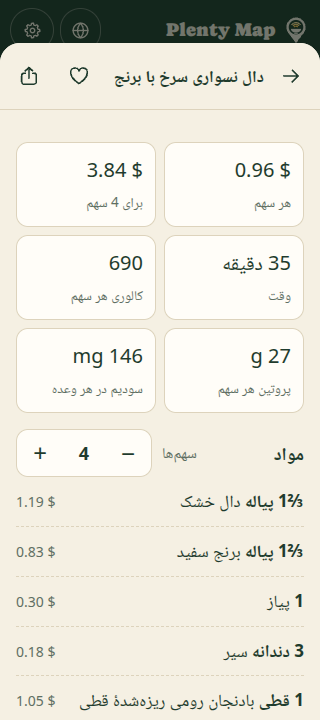 Plenty Map
دال نسواری سرخ با برنج
0.96 $
هر سهم
3.84 $
برای 4 سهم
35 دقیقه
وقت
690
کالوری هر سهم
27 g
پروتین هر سهم
146 mg
سودیم در هر وعده
مواد
سهم‌ها
− 4 +
1⅔ پیاله دال خشک
1.19 $
1⅔ پیاله برنج سفید
0.83 $
1 پیاز
0.30 $
3 دندانه سیر
0.18 $
1 قطی بادنجان رومی ریزه‌شدهٔ قطی
1.05 $